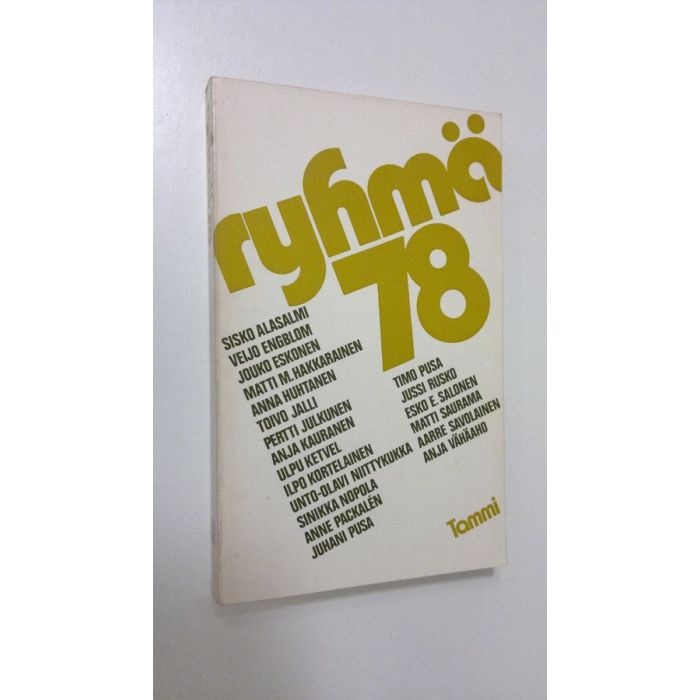 ryhmä
78
SISKO ALASALMI
VEIJO ENGBLOM
JOUKO ESKONEN
MATTI M. HAKKARAINEN
ANNA HUHTANEN
TOIVO JALLI
PERTTI JULKUNEN
ANJA KAURANEN
ULPU KETVEL
ILPO KORTELAINEN
UNTO-OLAVI NIITTYKUKKA
SINIKKA NOPOLA
ANNE PACKALÉN
JUHANI PUSA
TIMO PUSA
JUSSI RUSKO
ESKO E. SALONEN
MATTI SAURAMA
AARRE SAVOLAINEN
ANJA VÄHÄAHO
Tammi